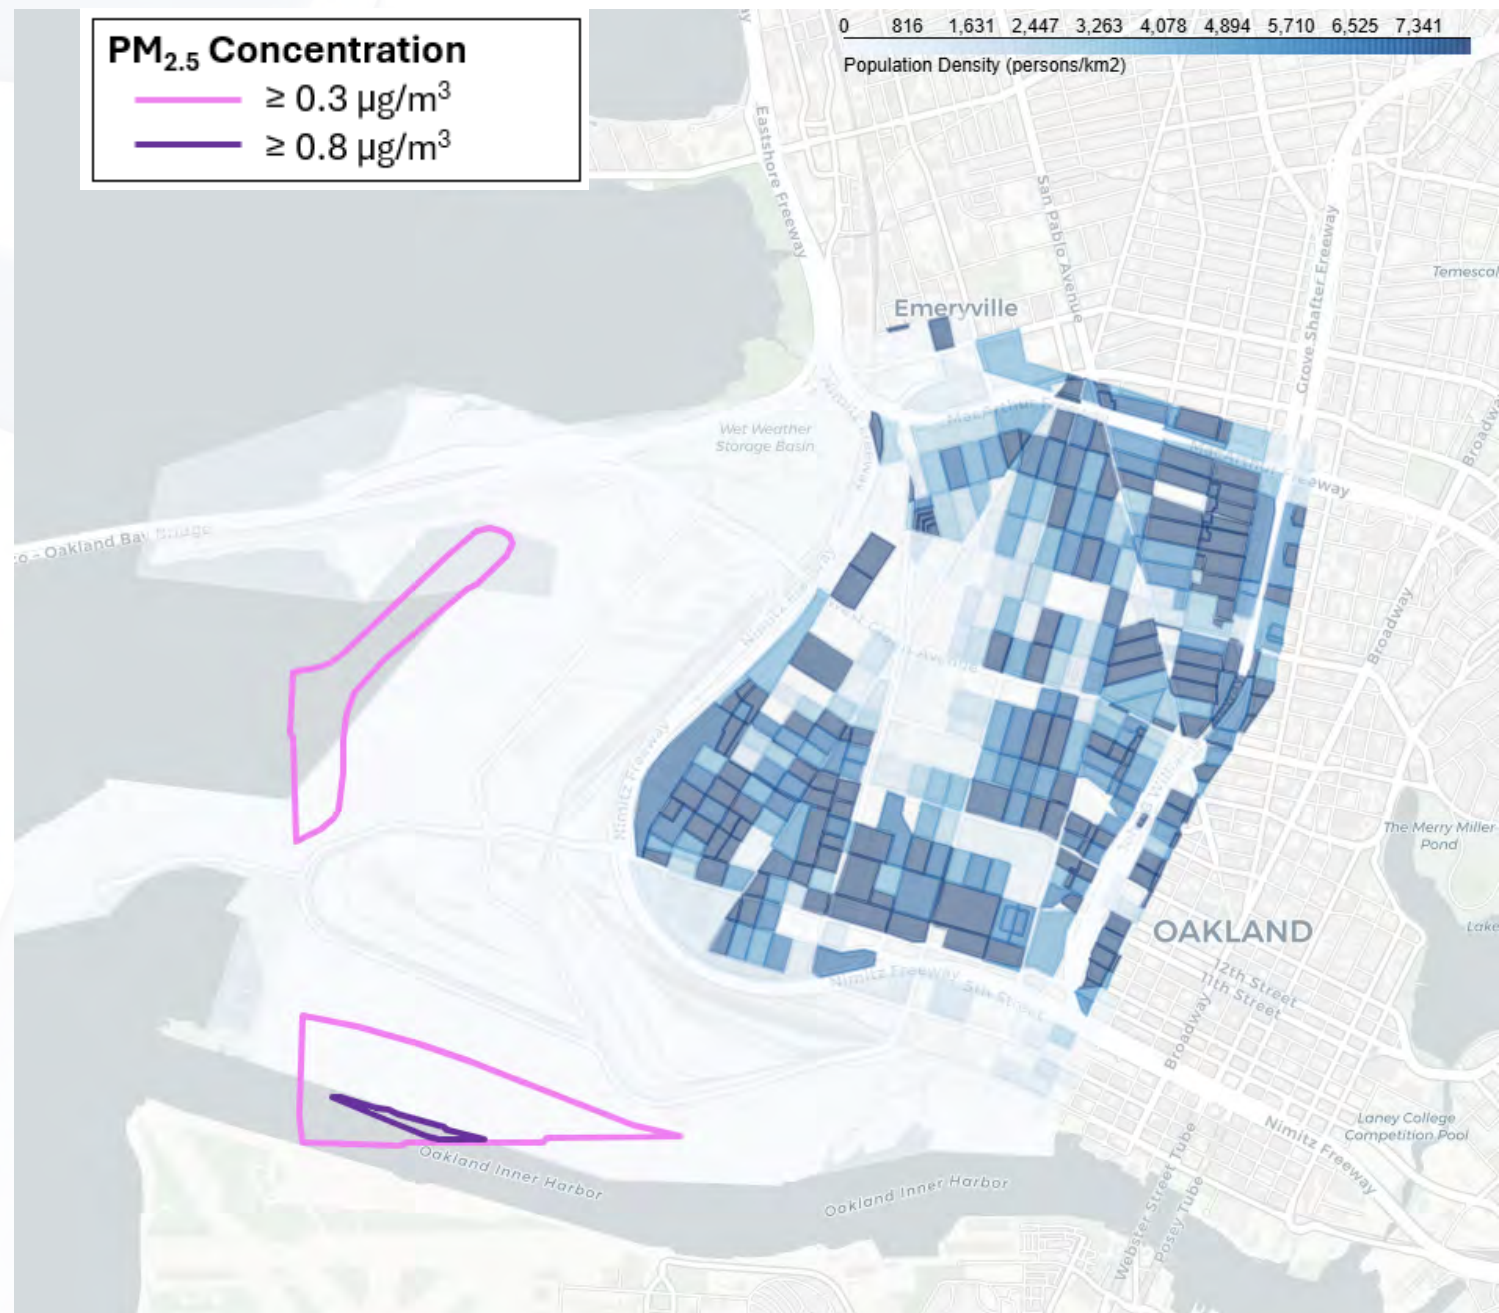 PM2.5 Concentration
≥ 0.3 µg/m3
≥ 0.8 µg/m3
0 816 1,631 2,447 3,263 4,078 4,894 5,710 6,525 7,341
Population Density (persons/km2)
Eastshore Freeway
San Pablo Avenue
Grove Shafter Freeway
Temescal
Emeryville
Broadway
Wet Weather
Storage Basin
Oakland Bay Bridge
Nimitz Freeway
Broadway
Nimitz Freeway
The Merry Miller
Pond
OAKLAND
Lake
12th Street
11th Street
Nimitz Freeway 5th Street
Broadway
Laney College
Competition Pool
Nimitz Freeway
Oakland Inner Harbor
Oakland Inner Harbor
Webster Street Tube
Posey Tube